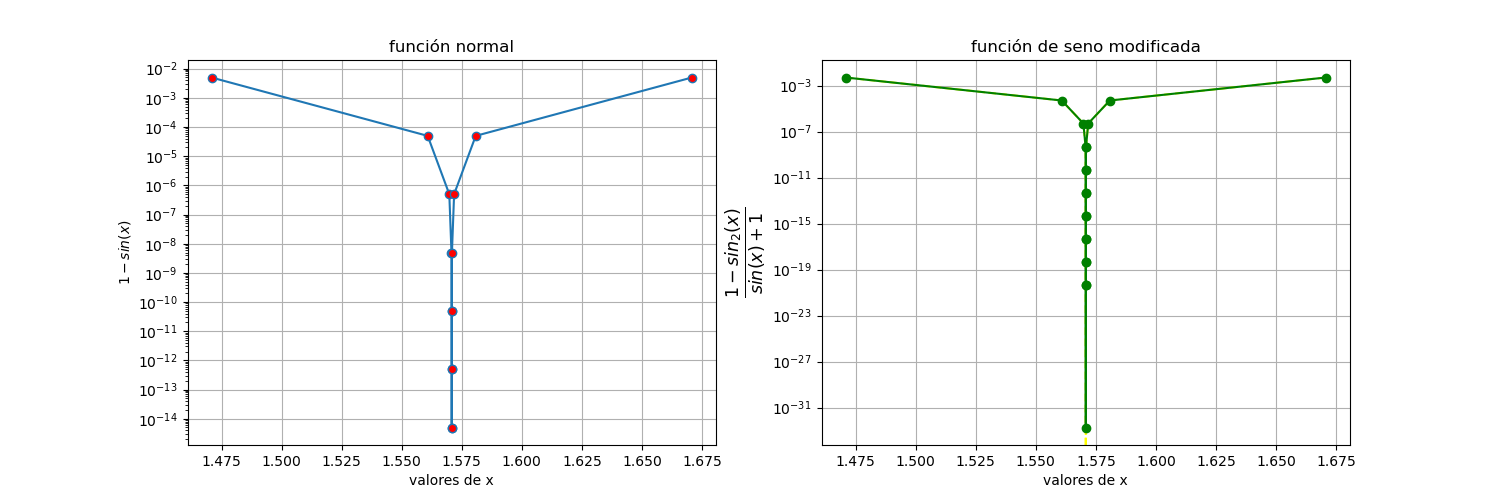 función normal
función de seno modificada
10⁻²
10⁻³
10⁻⁴
10⁻⁵
10⁻⁶
10⁻⁷
10⁻⁸
10⁻⁹
10⁻¹⁰
10⁻¹¹
10⁻¹²
10⁻¹³
10⁻¹⁴
1 − sin(x)
1.475 1.500 1.525 1.550 1.575 1.600 1.625 1.650 1.675
valores de x
10⁻³
10⁻⁷
10⁻¹¹
10⁻¹⁵
10⁻¹⁹
10⁻²³
10⁻²⁷
10⁻³¹
1 − sin₂(x)
sin(x) + 1
1.475 1.500 1.525 1.550 1.575 1.600 1.625 1.650 1.675
valores de x